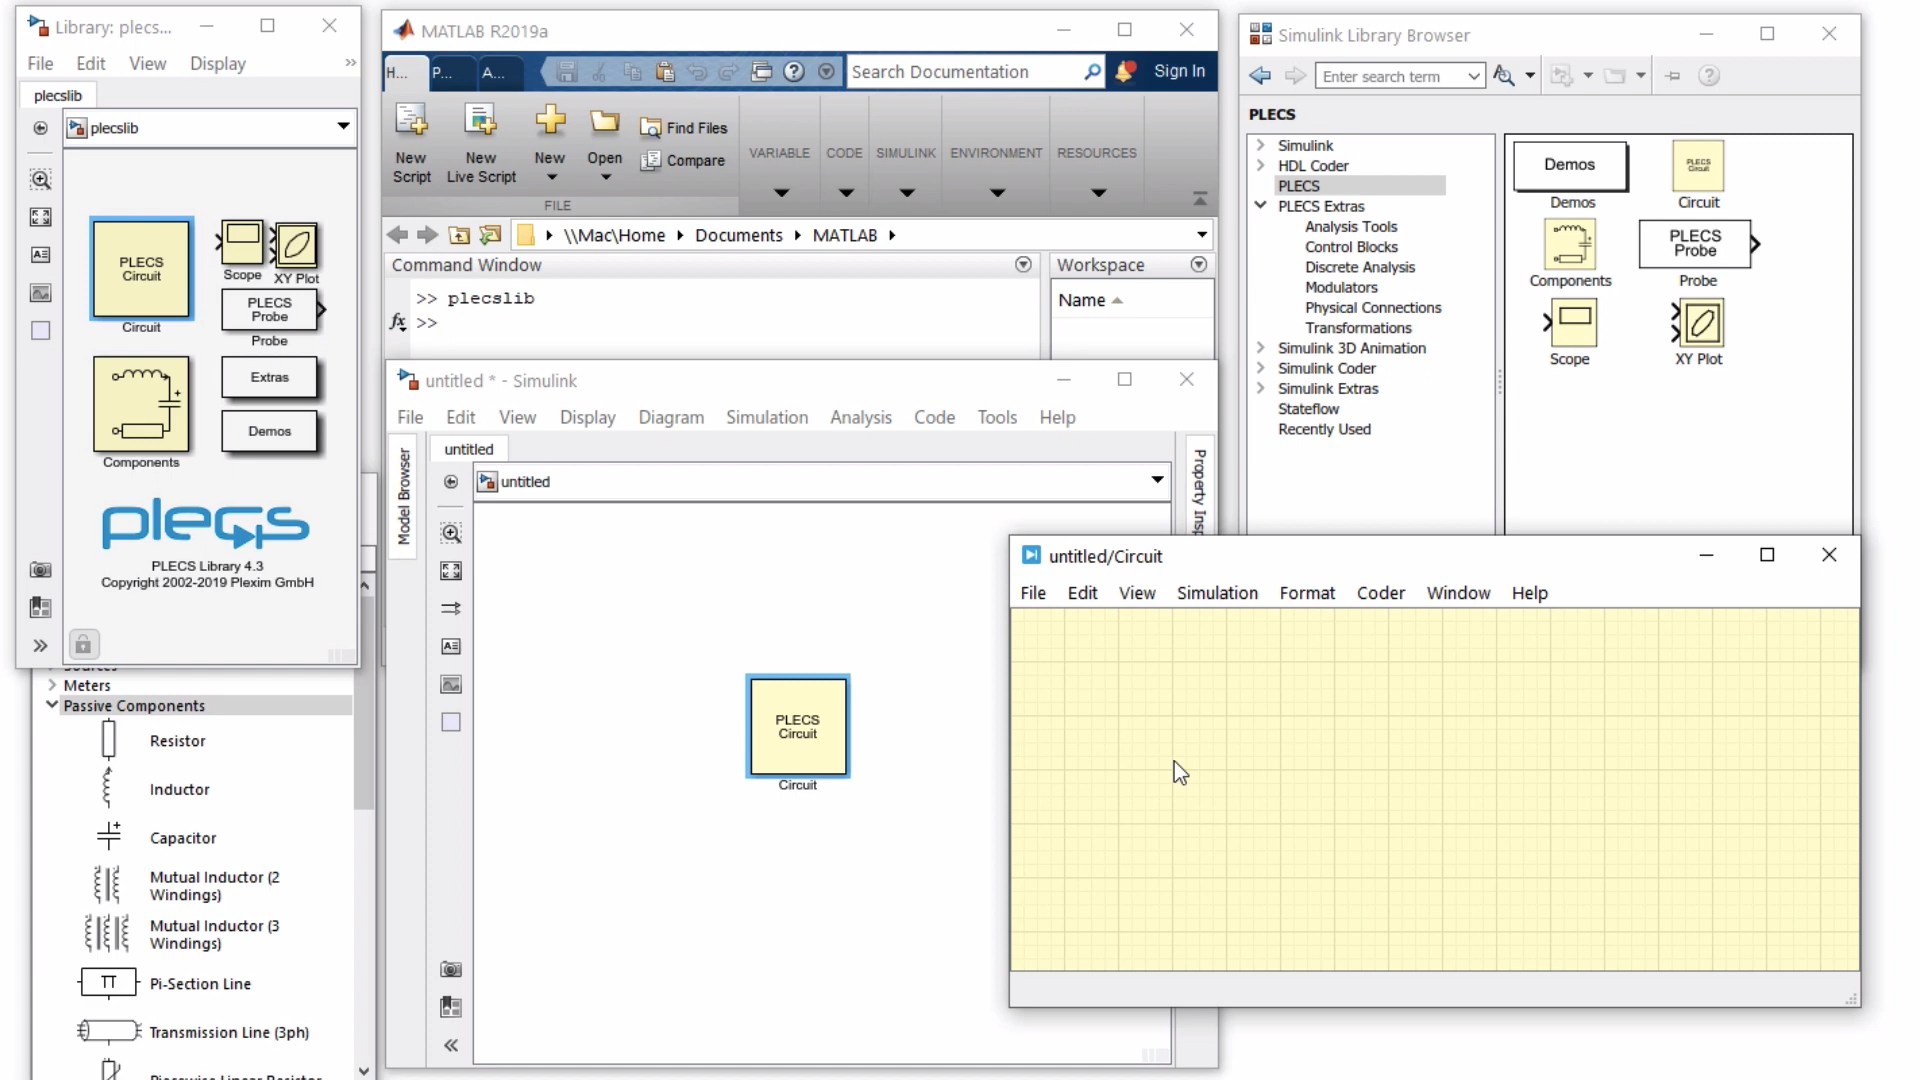 Library: plecs...
File Edit View Display »
plecslib
plecslib
PLECS
Circuit
Circuit
Scope
XY Plot
PLECS
Probe
Probe
Extras
Components
Demos
plecs
PLECS Library 4.3
Copyright 2002-2019 Plexim GmbH
Meters
Passive Components
Resistor
Inductor
Capacitor
Mutual Inductor (2
Windings)
Mutual Inductor (3
Windings)
Pi-Section Line
Transmission Line (3ph)
MATLAB R2019a
H... P... A...
Search Documentation
Sign In
New
Script
New
Live Script
New
Open
Find Files
Compare
FILE
VARIABLE CODE SIMULINK ENVIRONMENT RESOURCES
\\Mac\Home Documents MATLAB
Command Window
>> plecslib
fx >>
Workspace
Name
untitled * - Simulink
File Edit View Display Diagram Simulation Analysis Code Tools Help
Model Browser
untitled
untitled
Property Ins
PLECS
Circuit
Circuit
Simulink Library Browser
Enter search term
PLECS
Simulink
HDL Coder
PLECS
PLECS Extras
Analysis Tools
Control Blocks
Discrete Analysis
Modulators
Physical Connections
Transformations
Simulink 3D Animation
Simulink Coder
Simulink Extras
Stateflow
Recently Used
Demos
Demos
PLECS
Circuit
Circuit
Components
PLECS
Probe
Probe
Scope
XY Plot
untitled/Circuit
File Edit View Simulation Format Coder Window Help